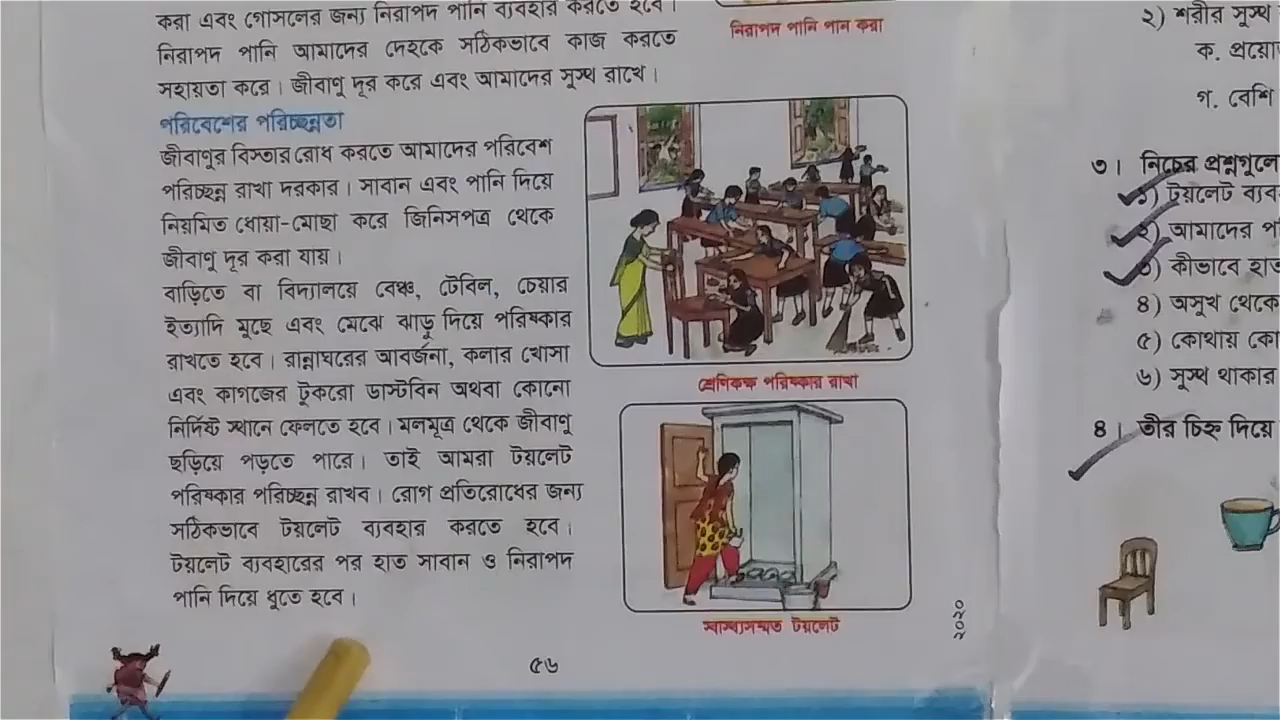 করা এবং গোসলের জন্য নিরাপদ পানি ব্যবহার করতে হবে।
নিরাপদ পানি আমাদের দেহকে সঠিকভাবে কাজ করতে
সহায়তা করে। জীবাণু দূর করে এবং আমাদের সুস্থ রাখে।
নিরাপদ পানি পান করা
পরিবেশের পরিচ্ছন্নতা
জীবাণুর বিস্তার রোধ করতে আমাদের পরিবেশ
পরিচ্ছন্ন রাখা দরকার। সাবান এবং পানি দিয়ে
নিয়মিত ধোয়া-মোছা করে জিনিসপত্র থেকে
জীবাণু দূর করা যায়।
বাড়িতে বা বিদ্যালয়ে বেঞ্চ, টেবিল, চেয়ার
ইত্যাদি মুছে এবং মেঝে ঝাড়ু দিয়ে পরিষ্কার
রাখতে হবে। রান্নাঘরের আবর্জনা, কলার খোসা
এবং কাগজের টুকরো ডাস্টবিন অথবা কোনো
নির্দিষ্ট স্থানে ফেলতে হবে। মলমূত্র থেকে জীবাণু
ছড়িয়ে পড়তে পারে। তাই আমরা টয়লেট
পরিষ্কার পরিচ্ছন্ন রাখব। রোগ প্রতিরোধের জন্য
সঠিকভাবে টয়লেট ব্যবহার করতে হবে।
টয়লেট ব্যবহারের পর হাত সাবান ও নিরাপদ
পানি দিয়ে ধুতে হবে।
শ্রেণিকক্ষ পরিষ্কার রাখা
স্বাস্থ্যসম্মত টয়লেট
২০২০
৫৬
২) শরীর সুস্থ
ক. প্রয়ো
গ. বেশি
৩। নিচের প্রশ্নগুলো
১) টয়লেট ব্যব
২) আমাদের প
৩) কীভাবে হাত
৪) অসুখ থেকে
৫) কোথায় কো
৬) সুস্থ থাকার
৪। তীর চিহ্ন দিয়ে